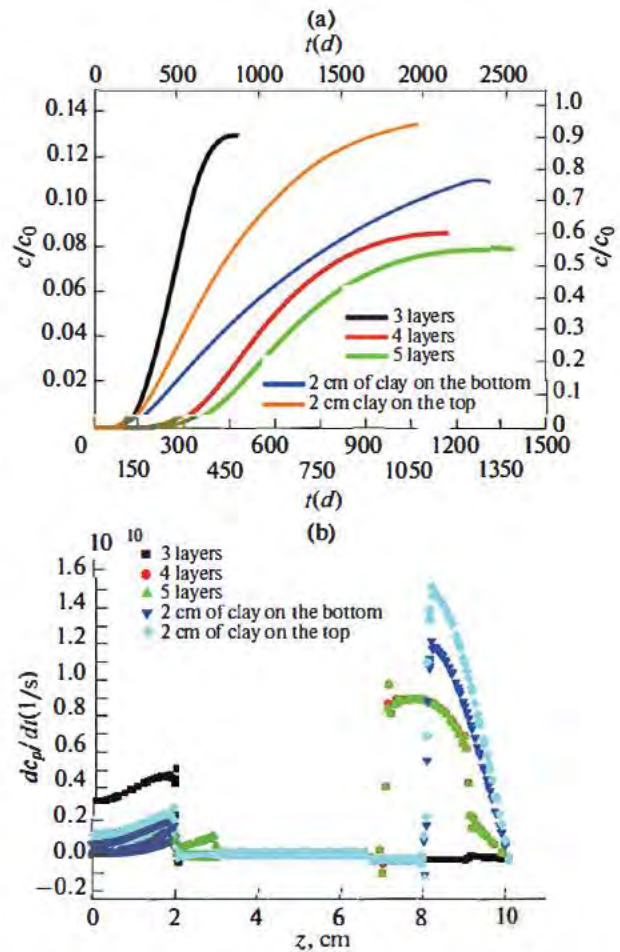 (a)
t(d)
0 500 1000 1500 2000 2500
0.14
0.12
0.10
0.08
0.06
0.04
0.02
c/c0
1.0
0.9
0.8
0.7
0.6
0.5
0.4
0.3
0.2
0.1
0
c/c0
3 layers
4 layers
5 layers
2 cm of clay on the bottom
2 cm clay on the top
0 300 600 900 1200 1500
150 450 750 1050 1350
t(d)
(b)
10 10
3 layers
4 layers
5 layers
2 cm of clay on the bottom
2 cm of clay on the top
1.6
1.4
1.2
1.0
0.8
0.6
0.4
0.2
0.0
−0.2
dcp/dt(1/s)
0 2 4 6 8 10
z, cm